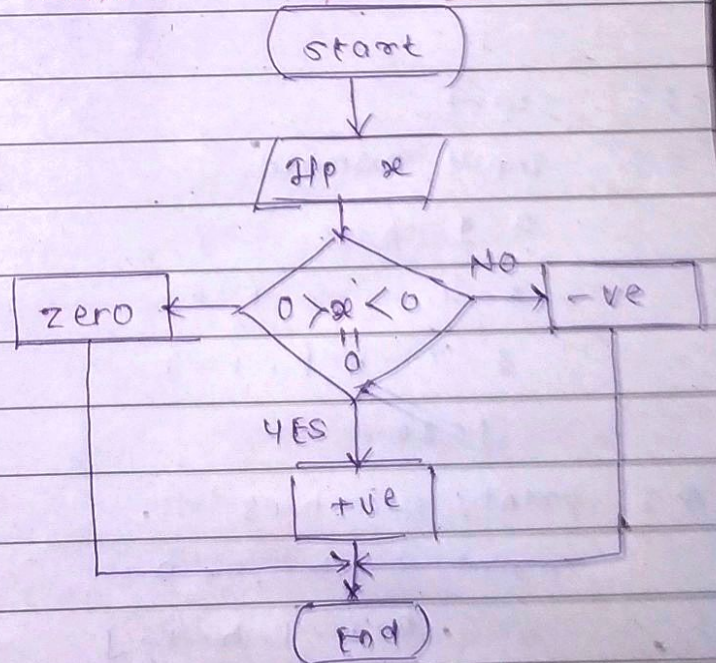 start
I/p x
NO
zero
0 > x < 0
=
0
-ve
YES
+ve
End